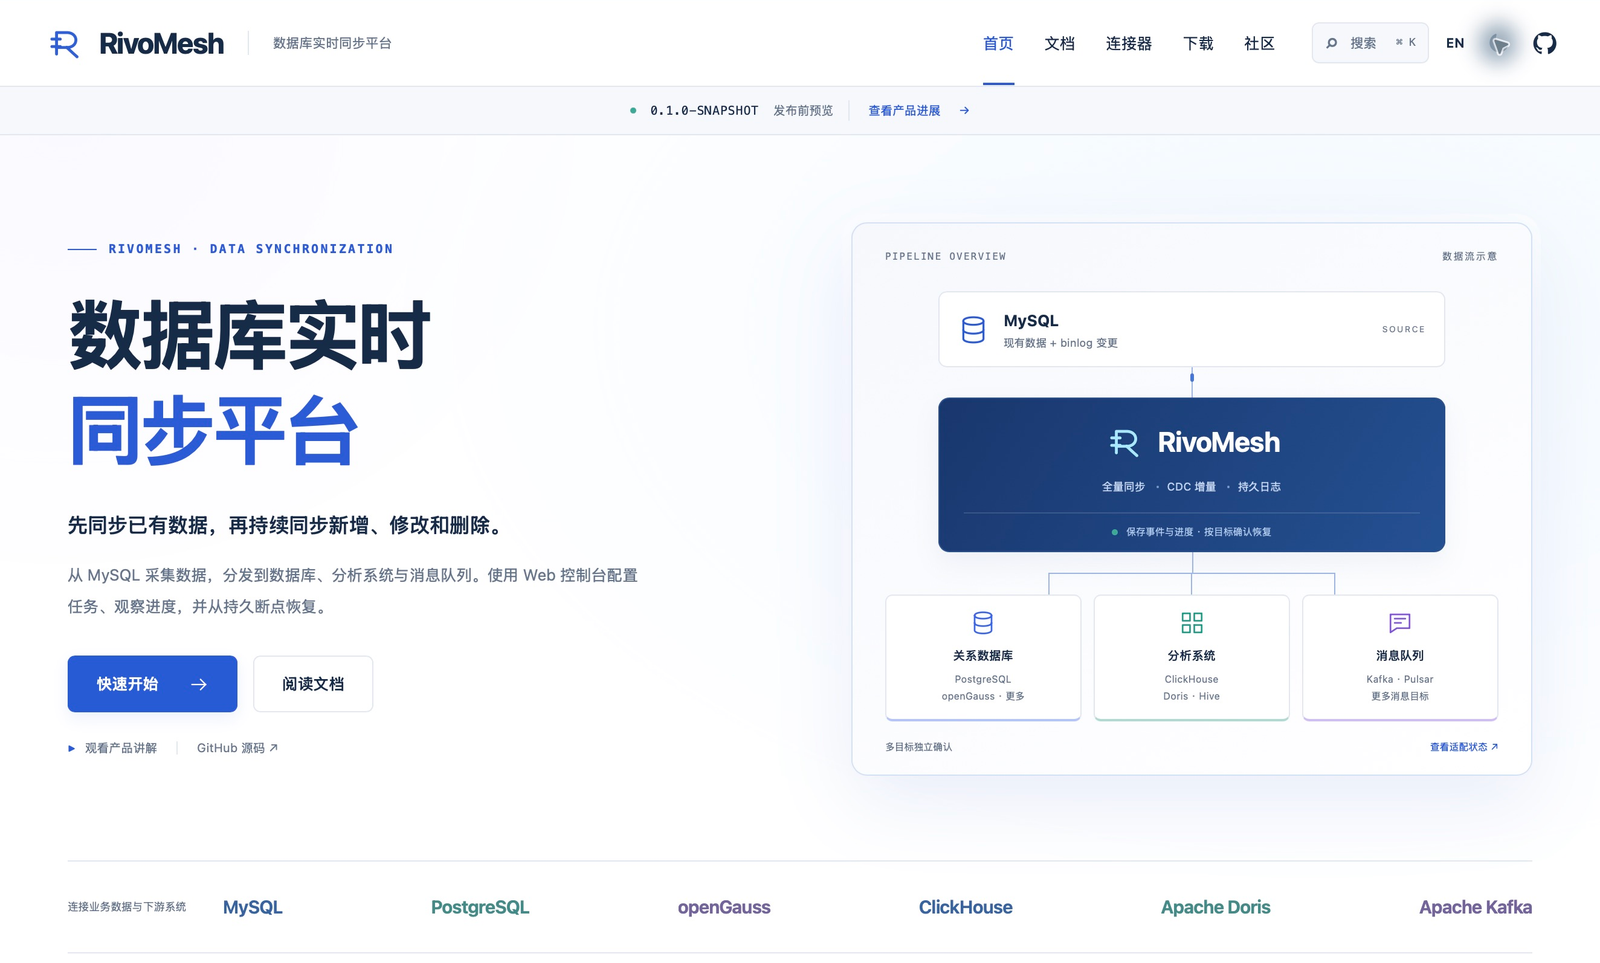 RivoMesh
数据库实时同步平台
首页
文档
连接器
下载
社区
搜索
⌘ K
EN
0.1.0-SNAPSHOT 发布前预览
查看产品进展 →
RIVOMESH · DATA SYNCHRONIZATION
数据库实时
同步平台
先同步已有数据，再持续同步新增、修改和删除。
从 MySQL 采集数据，分发到数据库、分析系统与消息队列。使用 Web 控制台配置
任务、观察进度，并从持久断点恢复。
快速开始 →
阅读文档
观看产品讲解
GitHub 源码 ↗
PIPELINE OVERVIEW
数据流示意
MySQL
现有数据 + binlog 变更
SOURCE
RivoMesh
全量同步 · CDC 增量 · 持久日志
保存事件与进度 · 按目标确认恢复
关系数据库
PostgreSQL
openGauss · 更多
分析系统
ClickHouse
Doris · Hive
消息队列
Kafka · Pulsar
更多消息目标
多目标独立确认
查看适配状态 ↗
连接业务数据与下游系统
MySQL
PostgreSQL
openGauss
ClickHouse
Apache Doris
Apache Kafka